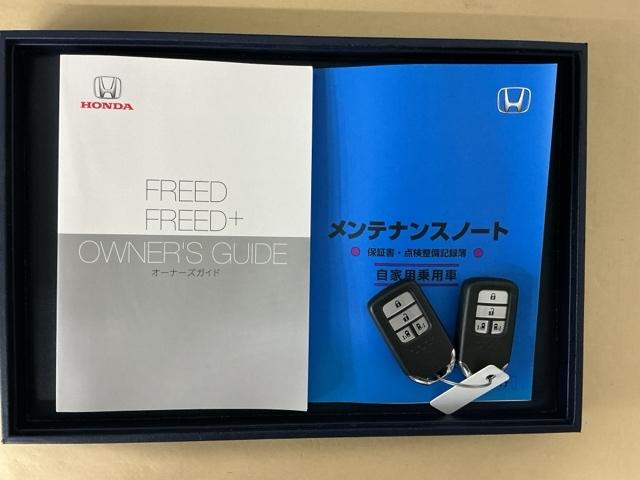 HONDA
FREED
FREED+
OWNER'S GUIDE
オーナーズガイド
メンテナンスノート
保証書・点検整備記録簿
自家用乗用車